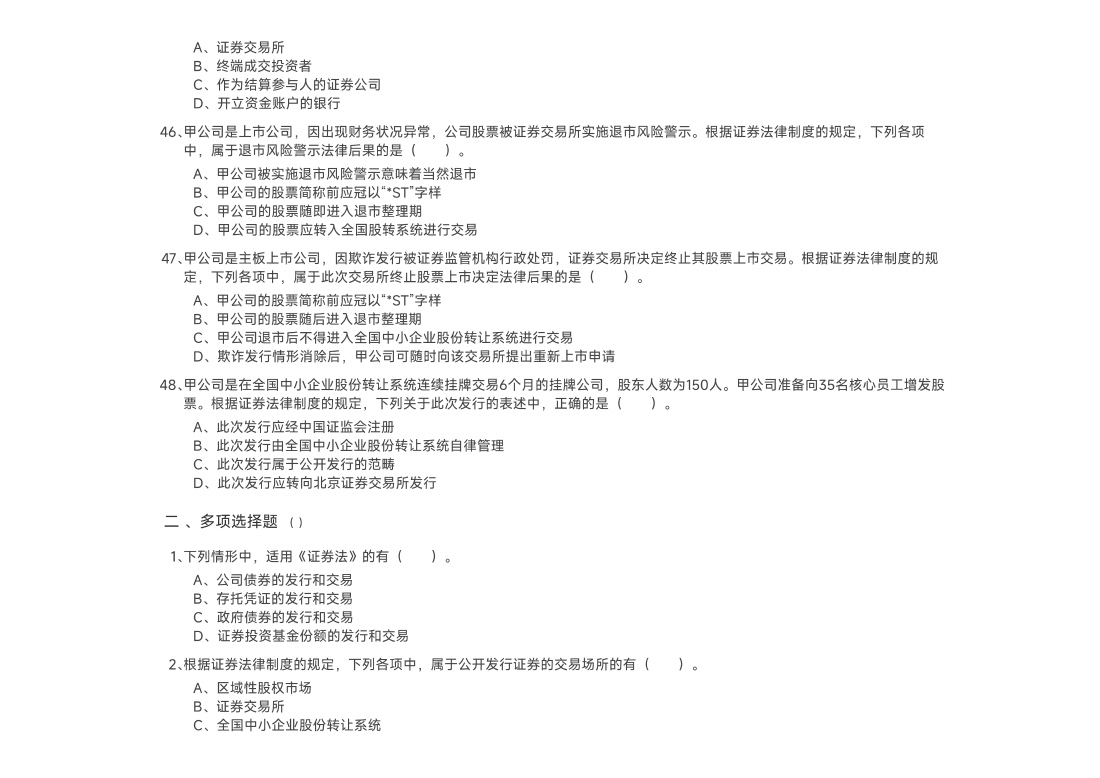 A、证券交易所
B、终端成交投资者
C、作为结算参与人的证券公司
D、开立资金账户的银行
46、甲公司是上市公司，因出现财务状况异常，公司股票被证券交易所实施退市风险警示。根据证券法律制度的规定，下列各项
中，属于退市风险警示法律后果的是（　　）。
A、甲公司被实施退市风险警示意味着当然退市
B、甲公司的股票简称前应冠以“*ST”字样
C、甲公司的股票随即进入退市整理期
D、甲公司的股票应转入全国股转系统进行交易
47、甲公司是主板上市公司，因欺诈发行被证券监管机构行政处罚，证券交易所决定终止其股票上市交易。根据证券法律制度的规
定，下列各项中，属于此次交易所终止股票上市决定法律后果的是（　　）。
A、甲公司的股票简称前应冠以“*ST”字样
B、甲公司的股票随后进入退市整理期
C、甲公司退市后不得进入全国中小企业股份转让系统进行交易
D、欺诈发行情形消除后，甲公司可随时向该交易所提出重新上市申请
48、甲公司是在全国中小企业股份转让系统连续挂牌交易6个月的挂牌公司，股东人数为150人。甲公司准备向35名核心员工增发股
票。根据证券法律制度的规定，下列关于此次发行的表述中，正确的是（　　）。
A、此次发行应经中国证监会注册
B、此次发行由全国中小企业股份转让系统自律管理
C、此次发行属于公开发行的范畴
D、此次发行应转向北京证券交易所发行
二 、多项选择题 （ ）
1、下列情形中，适用《证券法》的有（　　）。
A、公司债券的发行和交易
B、存托凭证的发行和交易
C、政府债券的发行和交易
D、证券投资基金份额的发行和交易
2、根据证券法律制度的规定，下列各项中，属于公开发行证券的交易场所的有（　　）。
A、区域性股权市场
B、证券交易所
C、全国中小企业股份转让系统